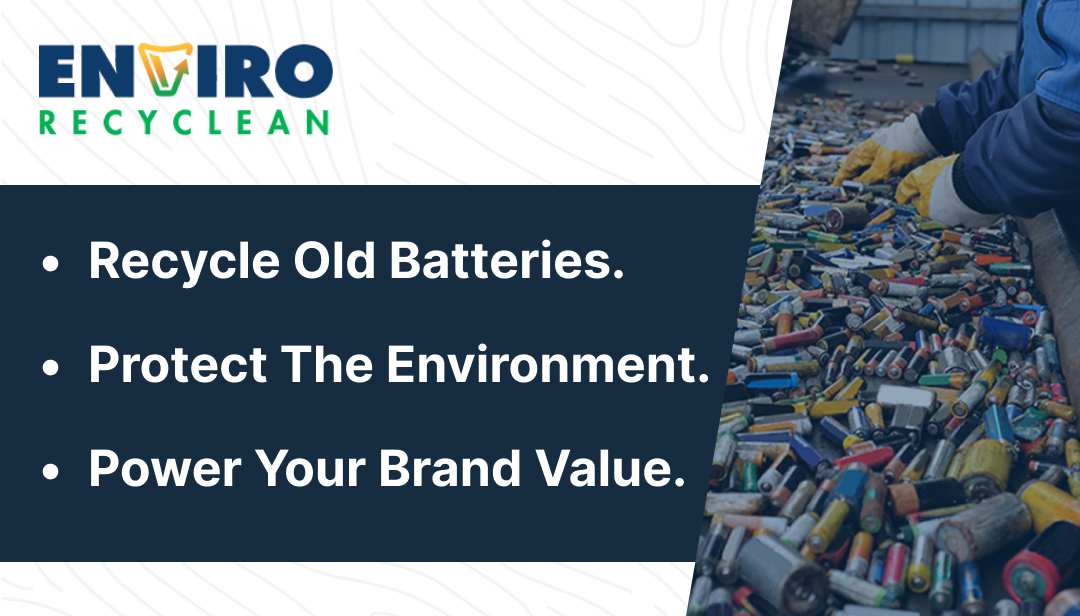 ENVIRO
RECYCLEAN
• Recycle Old Batteries.
• Protect The Environment.
• Power Your Brand Value.